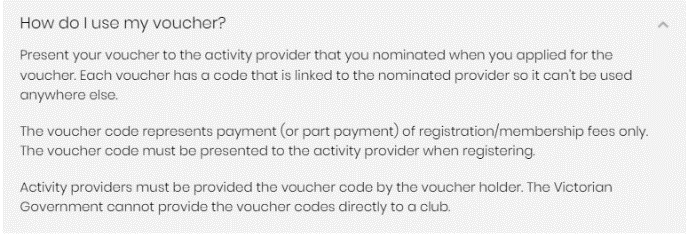 How do I use my voucher?
Present your voucher to the activity provider that you nominated when you applied for the
voucher. Each voucher has a code that is linked to the nominated provider so it can't be used
anywhere else.
The voucher code represents payment (or part payment) of registration/membership fees only.
The voucher code must be presented to the activity provider when registering.
Activity providers must be provided the voucher code by the voucher holder. The Victorian
Government cannot provide the voucher codes directly to a club.